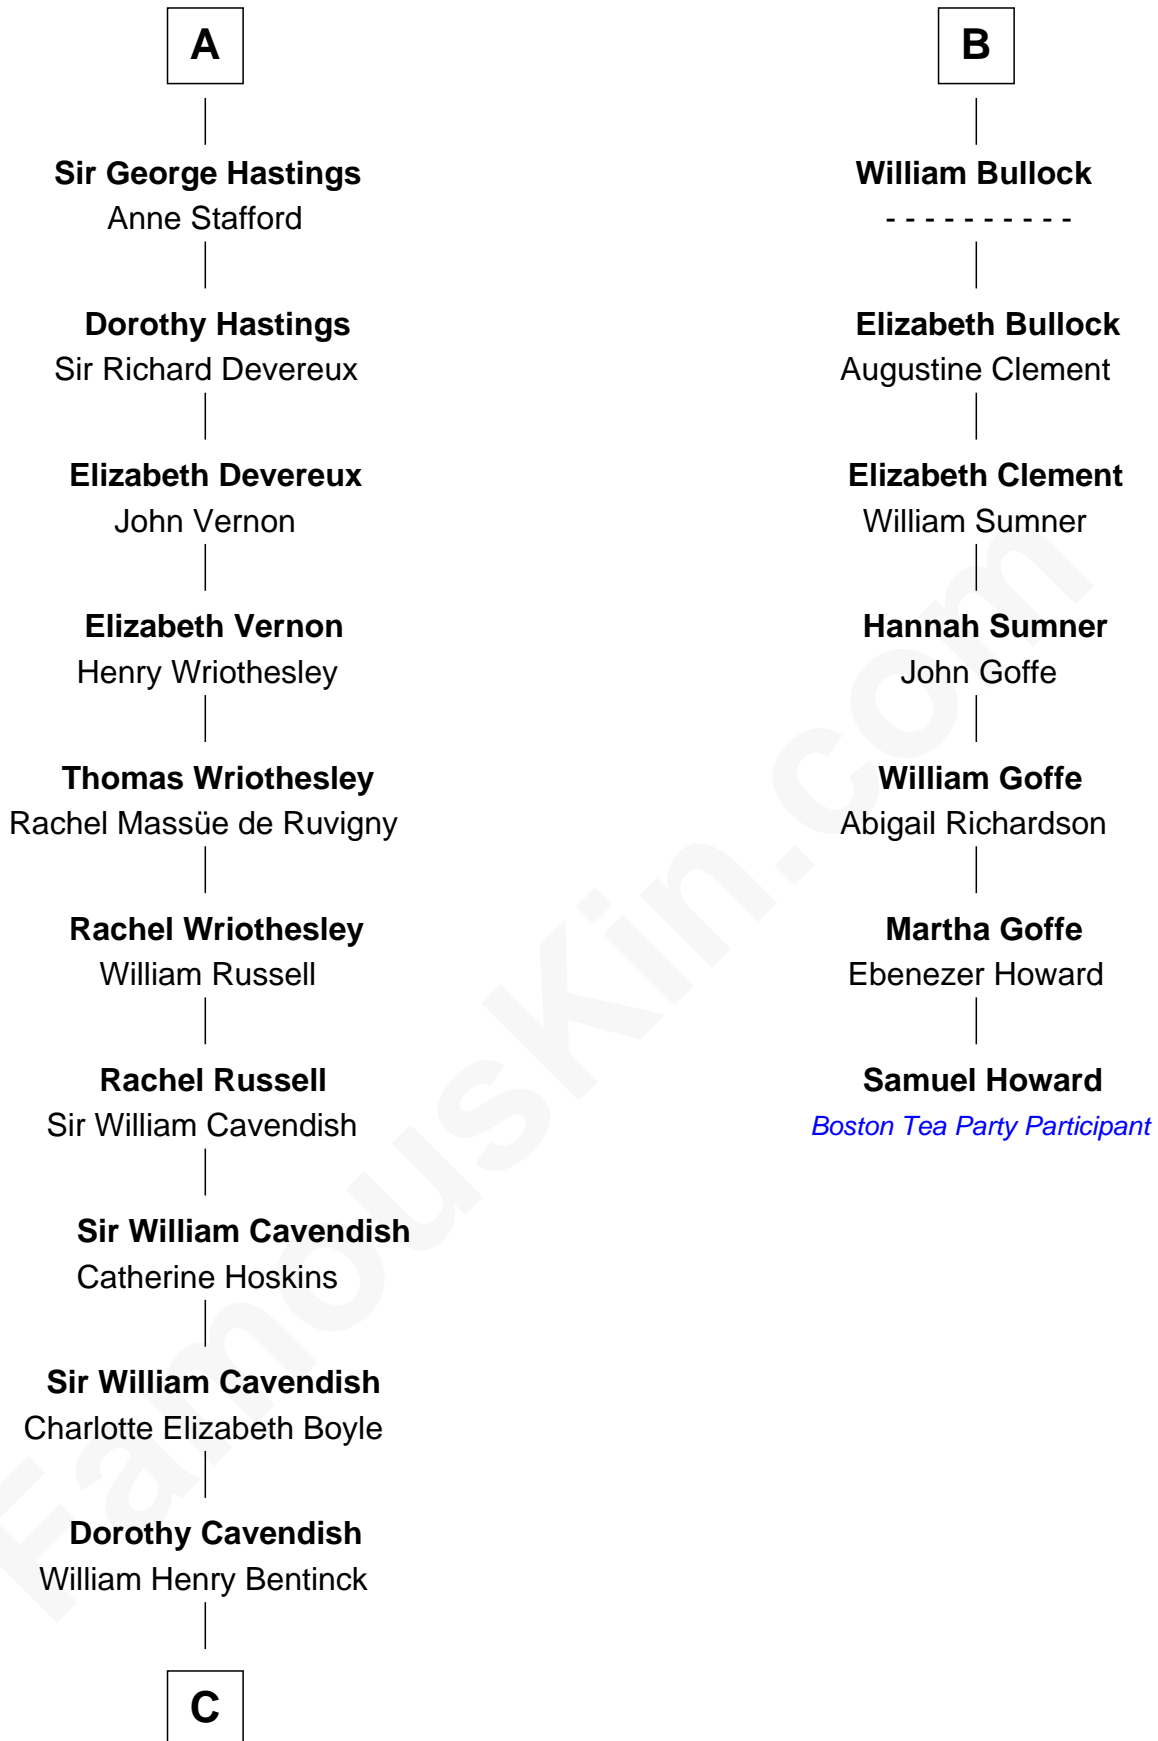 A
Sir George Hastings
Anne Stafford
Dorothy Hastings
Sir Richard Devereux
Elizabeth Devereux
John Vernon
Elizabeth Vernon
Henry Wriothesley
Thomas Wriothesley
Rachel Massüe de Ruvigny
Rachel Wriothesley
William Russell
Rachel Russell
Sir William Cavendish
Sir William Cavendish
Catherine Hoskins
Sir William Cavendish
Charlotte Elizabeth Boyle
Dorothy Cavendish
William Henry Bentinck
C
B
William Bullock
- - - - - - - - - -
Elizabeth Bullock
Augustine Clement
Elizabeth Clement
William Sumner
Hannah Sumner
John Goffe
William Goffe
Abigail Richardson
Martha Goffe
Ebenezer Howard
Samuel Howard
Boston Tea Party Participant
FamousKin.com